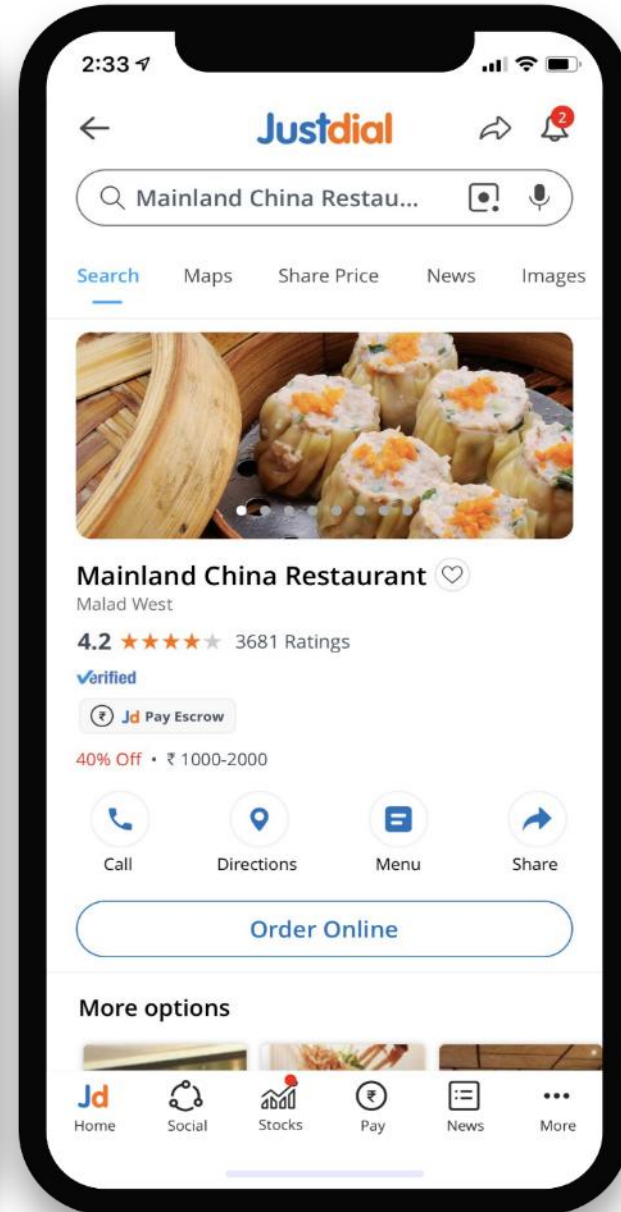 2:33
Justdial
2
Mainland China Restau...
Search Maps Share Price News Images
Mainland China Restaurant
Malad West
4.2 ★★★★★ 3681 Ratings
Verified
₹ Jd Pay Escrow
40% Off • ₹ 1000-2000
Call Directions Menu Share
Order Online
More options
Jd ₹
Home Social Stocks Pay News More